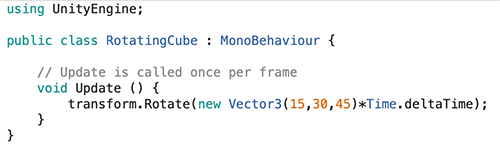 using UnityEngine;

public class RotatingCube : MonoBehaviour {

    // Update is called once per frame
    void Update () {
        transform.Rotate(new Vector3(15,30,45)*Time.deltaTime);
    }
}